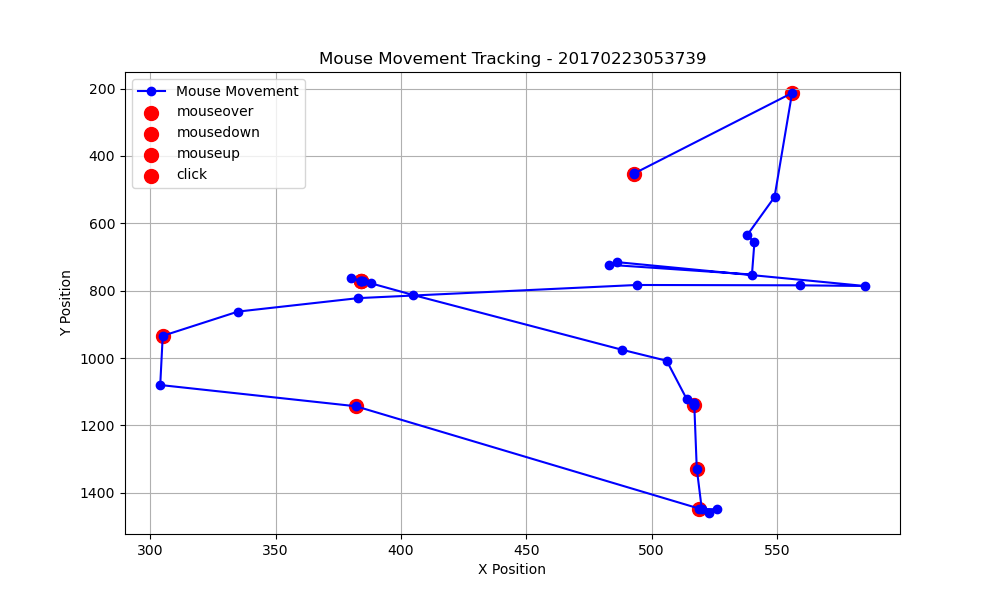 Mouse Movement Tracking - 20170223053739
Mouse Movement
mouseover
mousedown
mouseup
click
200
400
600
800
1000
1200
1400
Y Position
300
350
400
450
500
550
X Position